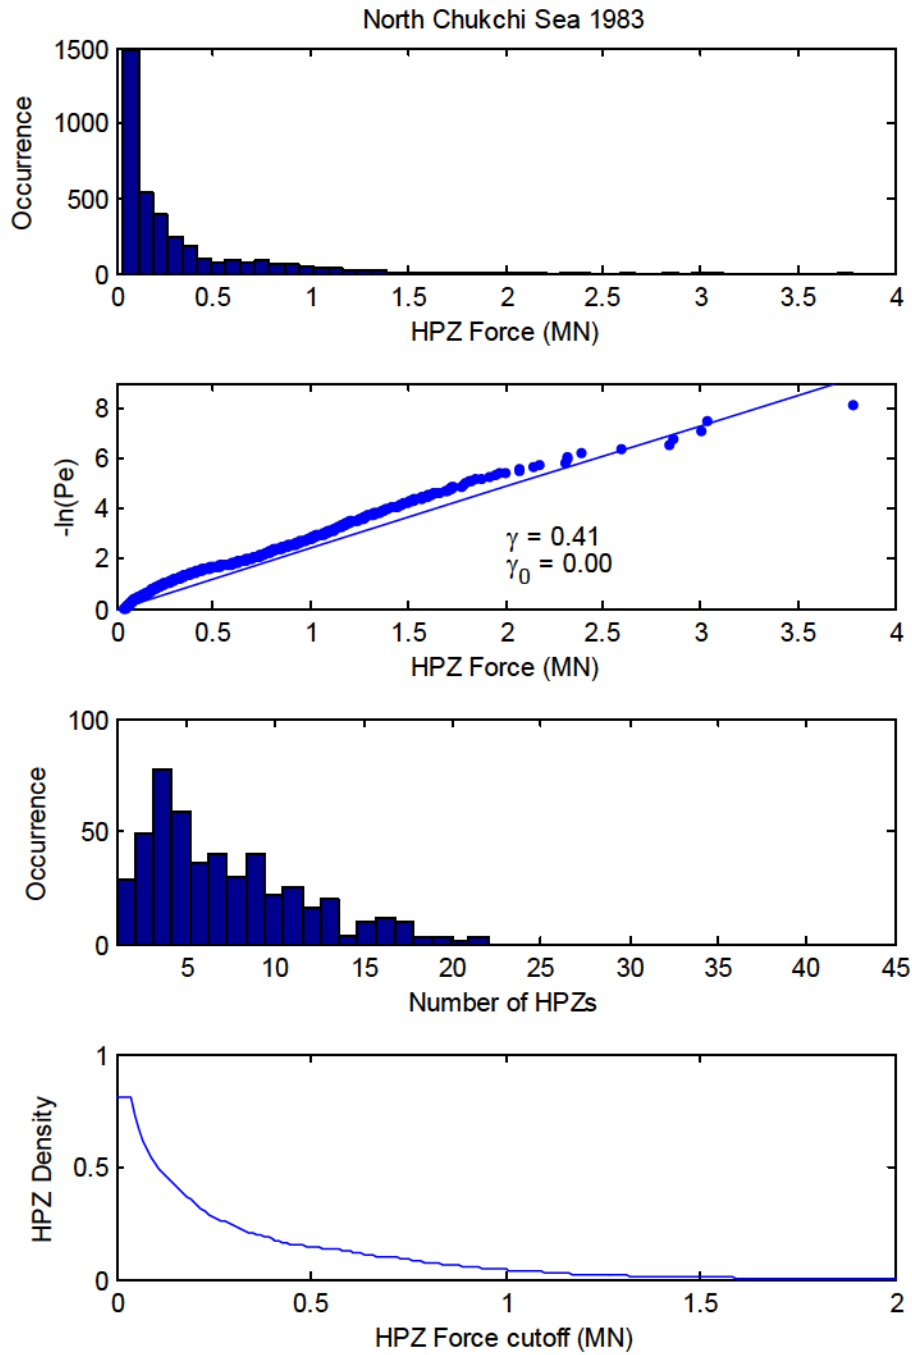 North Chukchi Sea 1983
1500
1000
500
0
Occurrence
0 0.5 1 1.5 2 2.5 3 3.5 4
HPZ Force (MN)
8
6
4
2
0
-ln(Pe)
γ = 0.41
γ0 = 0.00
0 0.5 1 1.5 2 2.5 3 3.5 4
HPZ Force (MN)
100
50
0
Occurrence
5 10 15 20 25 30 35 40 45
Number of HPZs
1
0.5
0
HPZ Density
0 0.5 1 1.5 2
HPZ Force cutoff (MN)